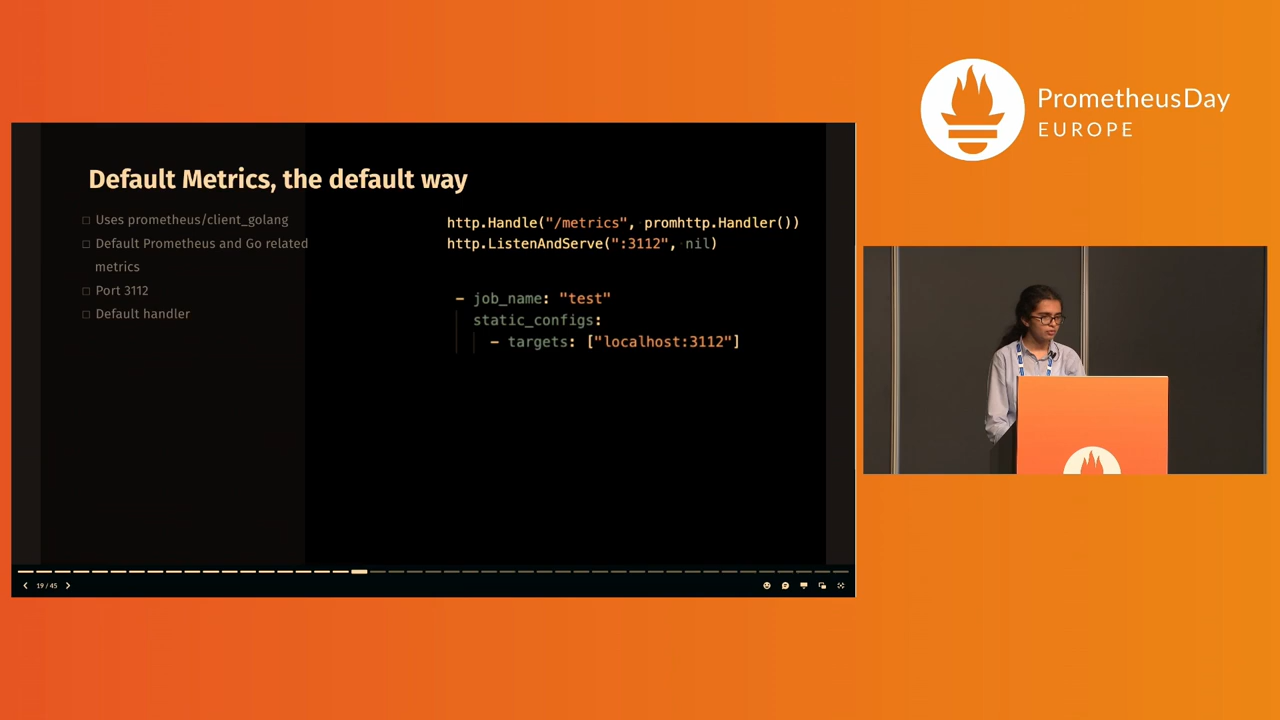 PrometheusDay
EUROPE
Default Metrics, the default way
Uses prometheus/client_golang
Default Prometheus and Go related
metrics
Port 3112
Default handler
http.Handle("/metrics", promhttp.Handler())
http.ListenAndServe(":3112", nil)
- job_name: "test"
static_configs:
- targets: ["localhost:3112"]
19 / 45